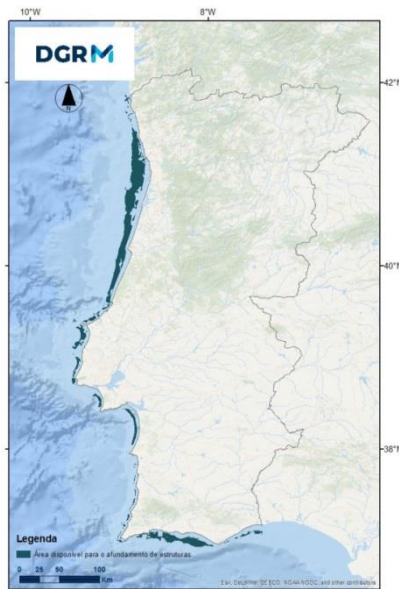 10°W 8°W
DGRM
N
42°N
40°N
38°N
Legenda
Área disponível para o afundamento de estruturas
0 25 50 100
Km
Esri, DeLorme, GEBCO, NOAA NGDC, and other contributors